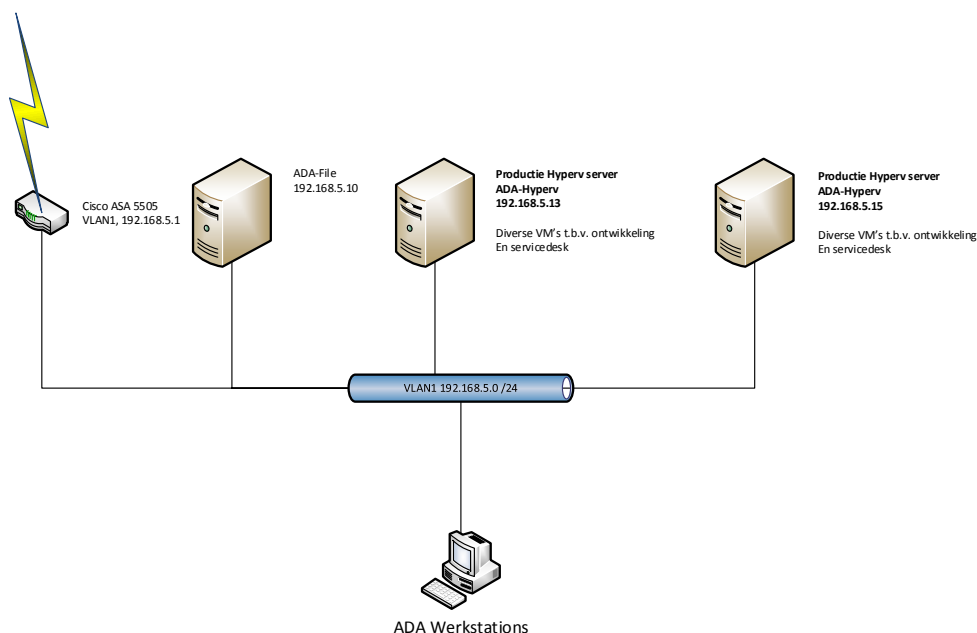 Cisco ASA 5505
VLAN1, 192.168.5.1
ADA-File
192.168.5.10
Productie Hyperv server
ADA-Hyperv
192.168.5.13
Diverse VM's t.b.v. ontwikkeling
En servicedesk
Productie Hyperv server
ADA-Hyperv
192.168.5.15
Diverse VM's t.b.v. ontwikkeling
En servicedesk
VLAN1 192.168.5.0 /24
ADA Werkstations